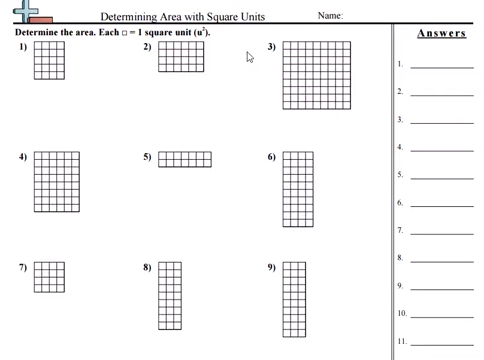 Determining Area with Square Units Name:
Determine the area. Each □ = 1 square unit (u²).
Answers
1) 2) 3)
4) 5) 6)
7) 8) 9)
1.
2.
3.
4.
5.
6.
7.
8.
9.
10.
11.